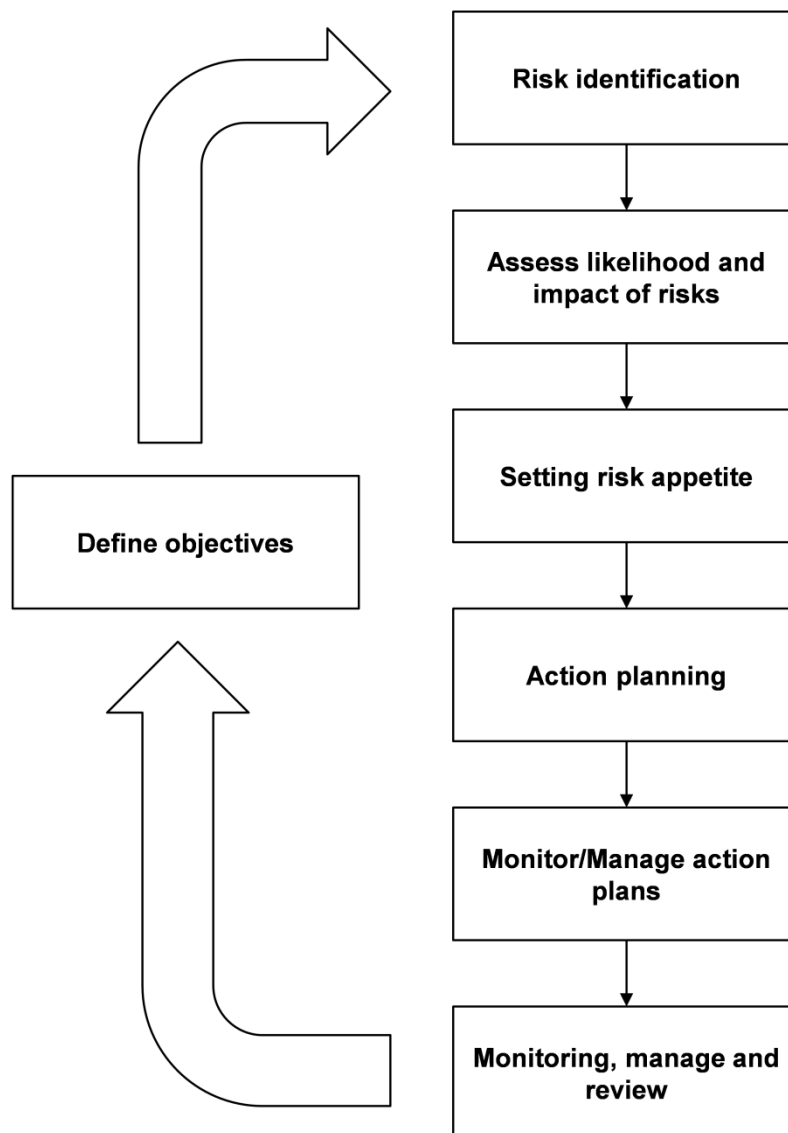 Risk identification
Assess likelihood and
impact of risks
Setting risk appetite
Define objectives
Action planning
Monitor/Manage action
plans
Monitoring, manage and
review